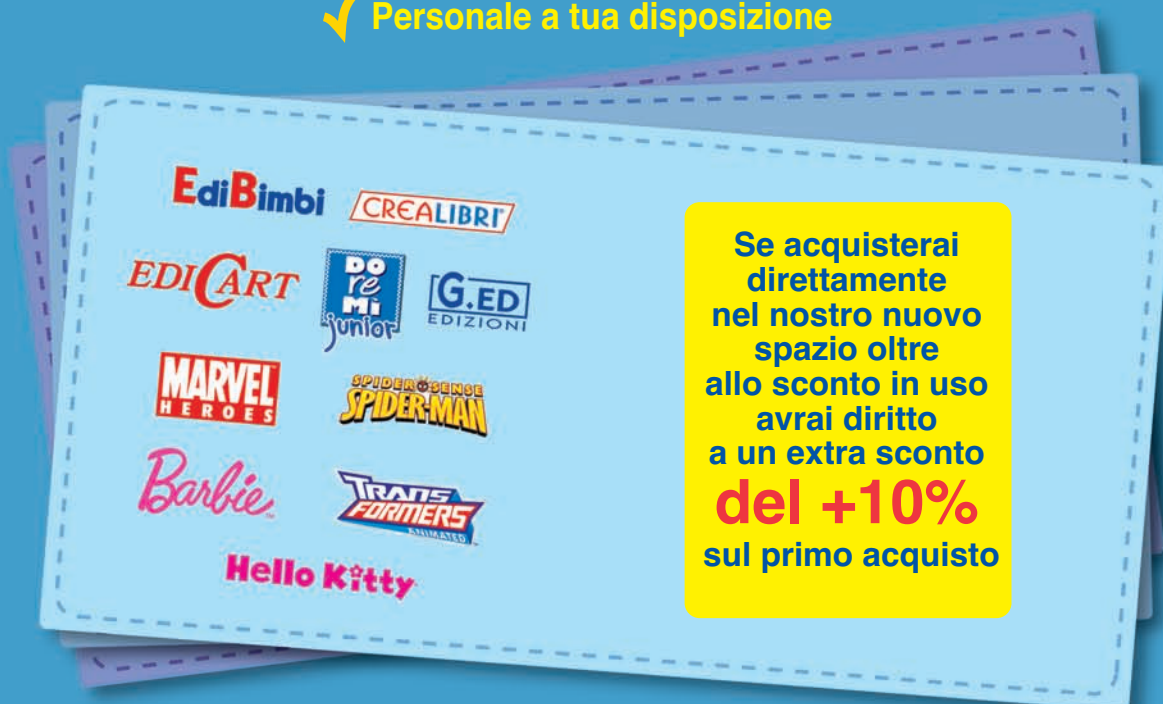 Personale a tua disposizione
EdiBimbi
CREALIBRI
EDICART
DO
re
Mi
junior
G.ED
EDIZIONI
MARVEL
HEROES
SPIDER SENSE
SPIDER-MAN
Barbie
TRANS
FORMERS
ANIMATED
Hello Kitty
Se acquisterai
direttamente
nel nostro nuovo
spazio oltre
allo sconto in uso
avrai diritto
a un extra sconto
del +10%
sul primo acquisto